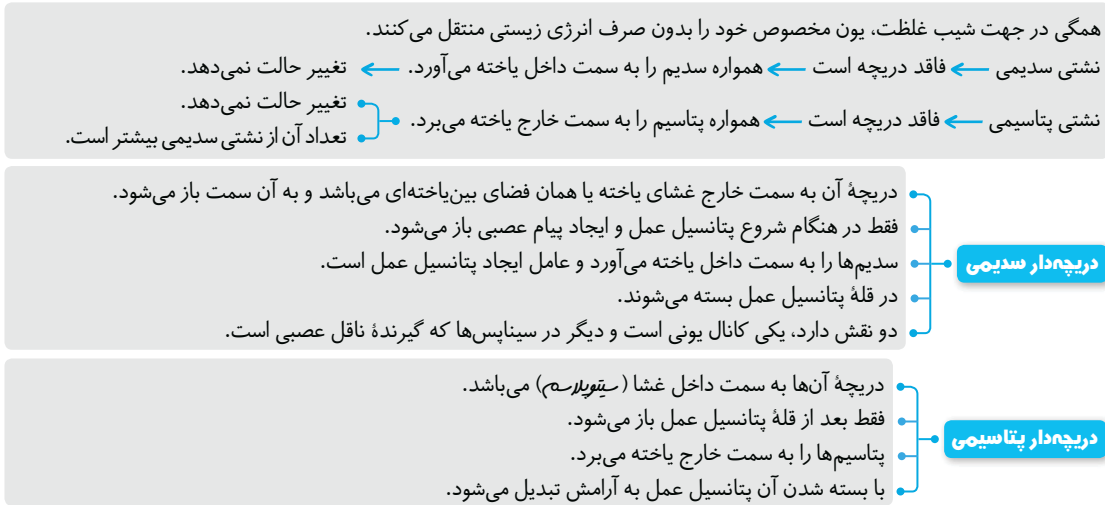 همگی در جهت شیب غلظت، یون مخصوص خود را بدون صرف انرژی زیستی منتقل می‌کنند.
نشتی سدیمی ← فاقد دریچه است ← همواره سدیم را به سمت داخل یاخته می‌آورد. ← تغییر حالت نمی‌دهد.
نشتی پتاسیمی ← فاقد دریچه است ← همواره پتاسیم را به سمت خارج یاخته می‌برد.
تغییر حالت نمی‌دهد.
تعداد آن از نشتی سدیمی بیشتر است.
دریچه‌دار سدیمی
دریچهٔ آن به سمت خارج غشای یاخته یا همان فضای بین‌یاخته‌ای می‌باشد و به آن سمت باز می‌شود.
فقط در هنگام شروع پتانسیل عمل و ایجاد پیام عصبی باز می‌شود.
سدیم‌ها را به سمت داخل یاخته می‌آورد و عامل ایجاد پتانسیل عمل است.
در قلهٔ پتانسیل عمل بسته می‌شوند.
دو نقش دارد، یکی کانال یونی است و دیگر در سیناپس‌ها که گیرندهٔ ناقل عصبی است.
دریچه‌دار پتاسیمی
دریچهٔ آن‌ها به سمت داخل غشا (سیتوپلاسم) می‌باشد.
فقط بعد از قلهٔ پتانسیل عمل باز می‌شود.
پتاسیم‌ها را به سمت خارج یاخته می‌برد.
با بسته شدن آن پتانسیل عمل به آرامش تبدیل می‌شود.